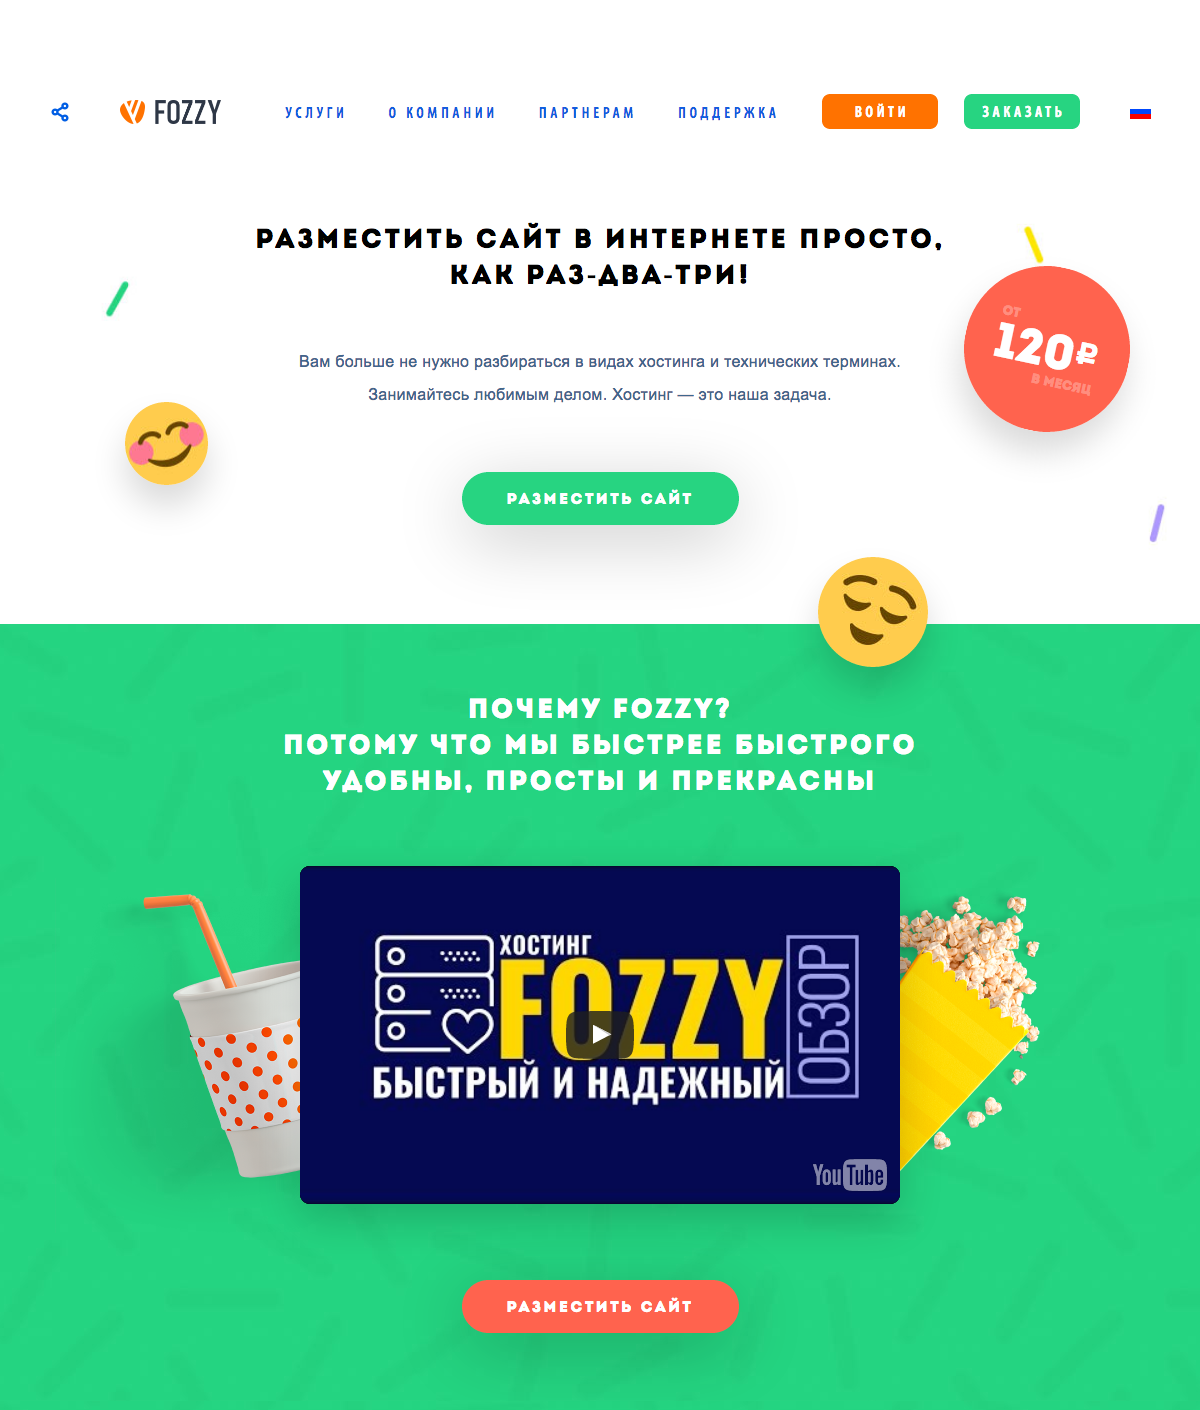 FOZZY
УСЛУГИ
О КОМПАНИИ
ПАРТНЕРАМ
ПОДДЕРЖКА
ВОЙТИ
ЗАКАЗАТЬ
РАЗМЕСТИТЬ САЙТ В ИНТЕРНЕТЕ ПРОСТО,
КАК РАЗ-ДВА-ТРИ!
ОТ
120₽
В МЕСЯЦ
Вам больше не нужно разбираться в видах хостинга и технических терминах.
Занимайтесь любимым делом. Хостинг — это наша задача.
РАЗМЕСТИТЬ САЙТ
ПОЧЕМУ FOZZY?
ПОТОМУ ЧТО МЫ БЫСТРЕЕ БЫСТРОГО
УДОБНЫ, ПРОСТЫ И ПРЕКРАСНЫ
ХОСТИНГ
FOZZY
ОБЗОР
БЫСТРЫЙ И НАДЕЖНЫЙ
YouTube
РАЗМЕСТИТЬ САЙТ